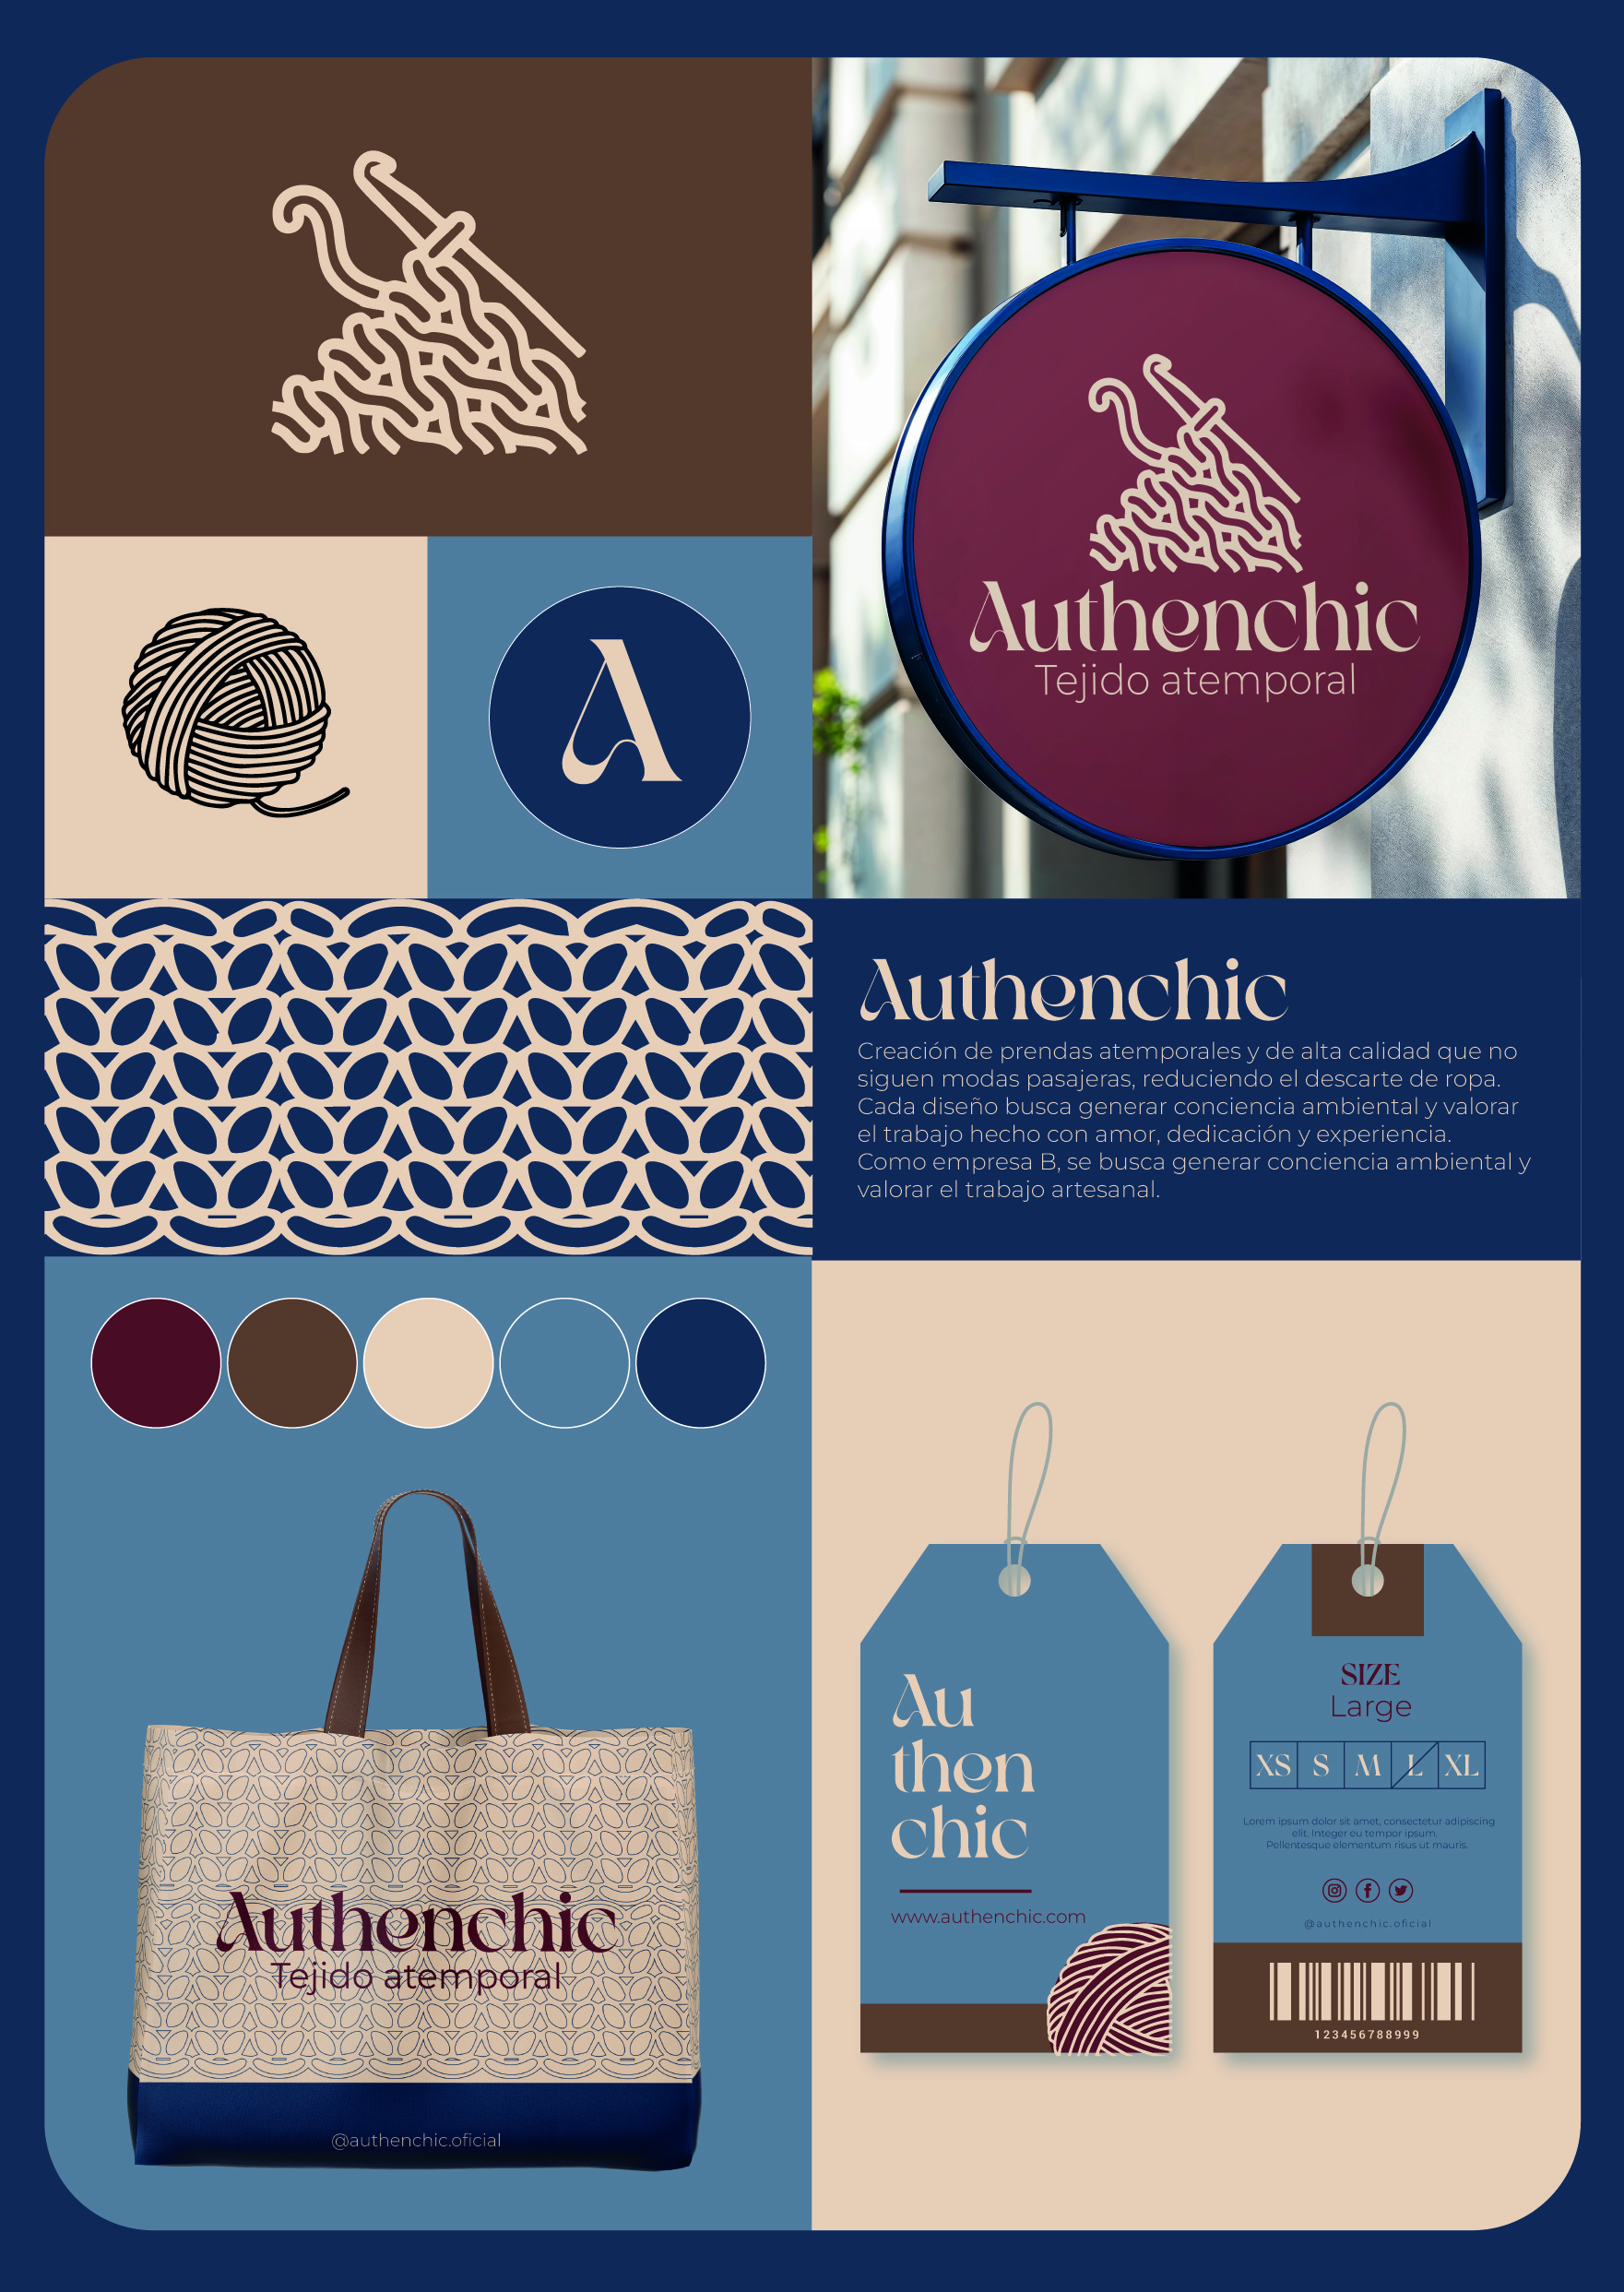 Authenchic
Tejido atemporal
A
Authenchic
Creación de prendas atemporales y de alta calidad que no
siguen modas pasajeras, reduciendo el descarte de ropa.
Cada diseño busca generar conciencia ambiental y valorar
el trabajo hecho con amor, dedicación y experiencia.
Como empresa B, se busca generar conciencia ambiental y
valorar el trabajo artesanal.
Authenchic
Tejido atemporal
@authenchic.oficial
Au
then
chic
www.authenchic.com
SIZE
Large
XS S M L XL
Lorem ipsum dolor sit amet, consectetur adipiscing
elit. Integer eu tempor ipsum.
Pellentesque elementum risus ut mauris.
@authenchic.oficial
123456788999